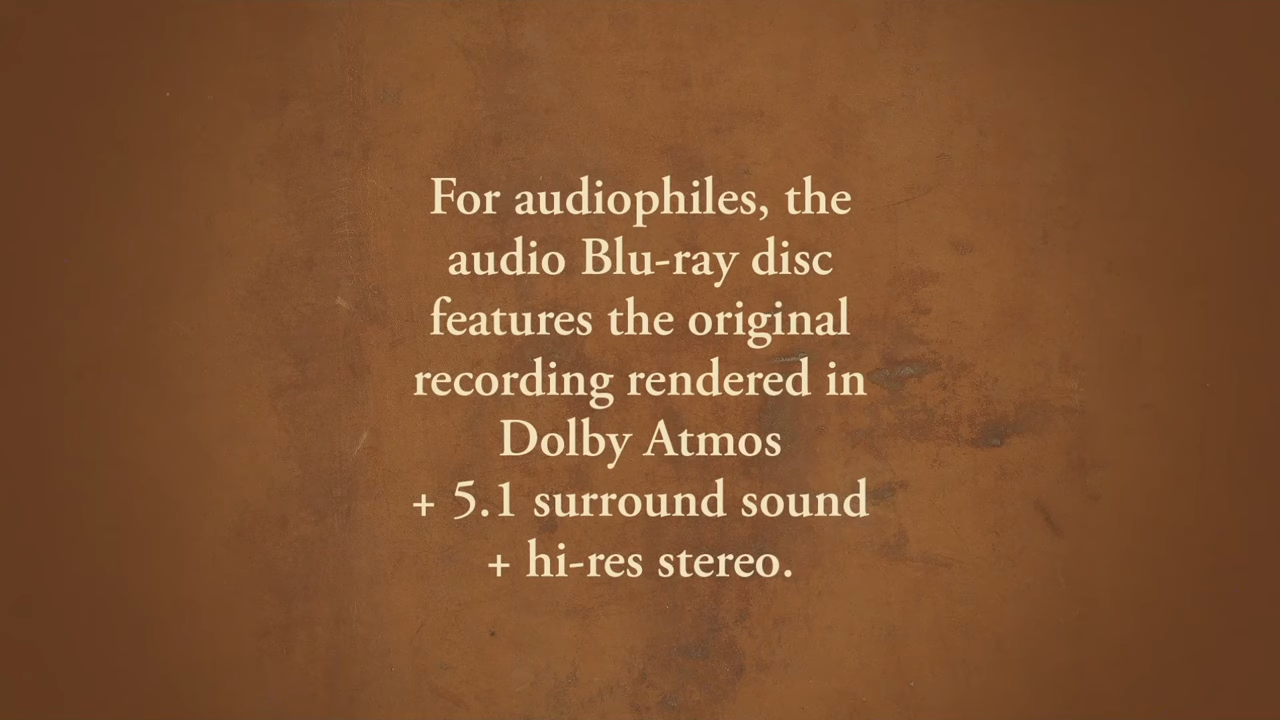 For audiophiles, the
audio Blu-ray disc
features the original
recording rendered in
Dolby Atmos
+ 5.1 surround sound
+ hi-res stereo.